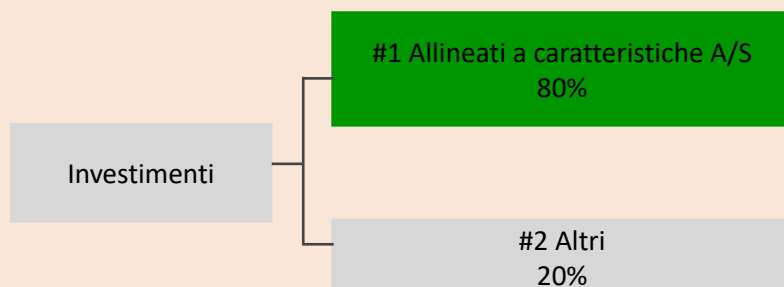 #1 Allineati a caratteristiche A/S
80%
Investimenti
#2 Altri
20%